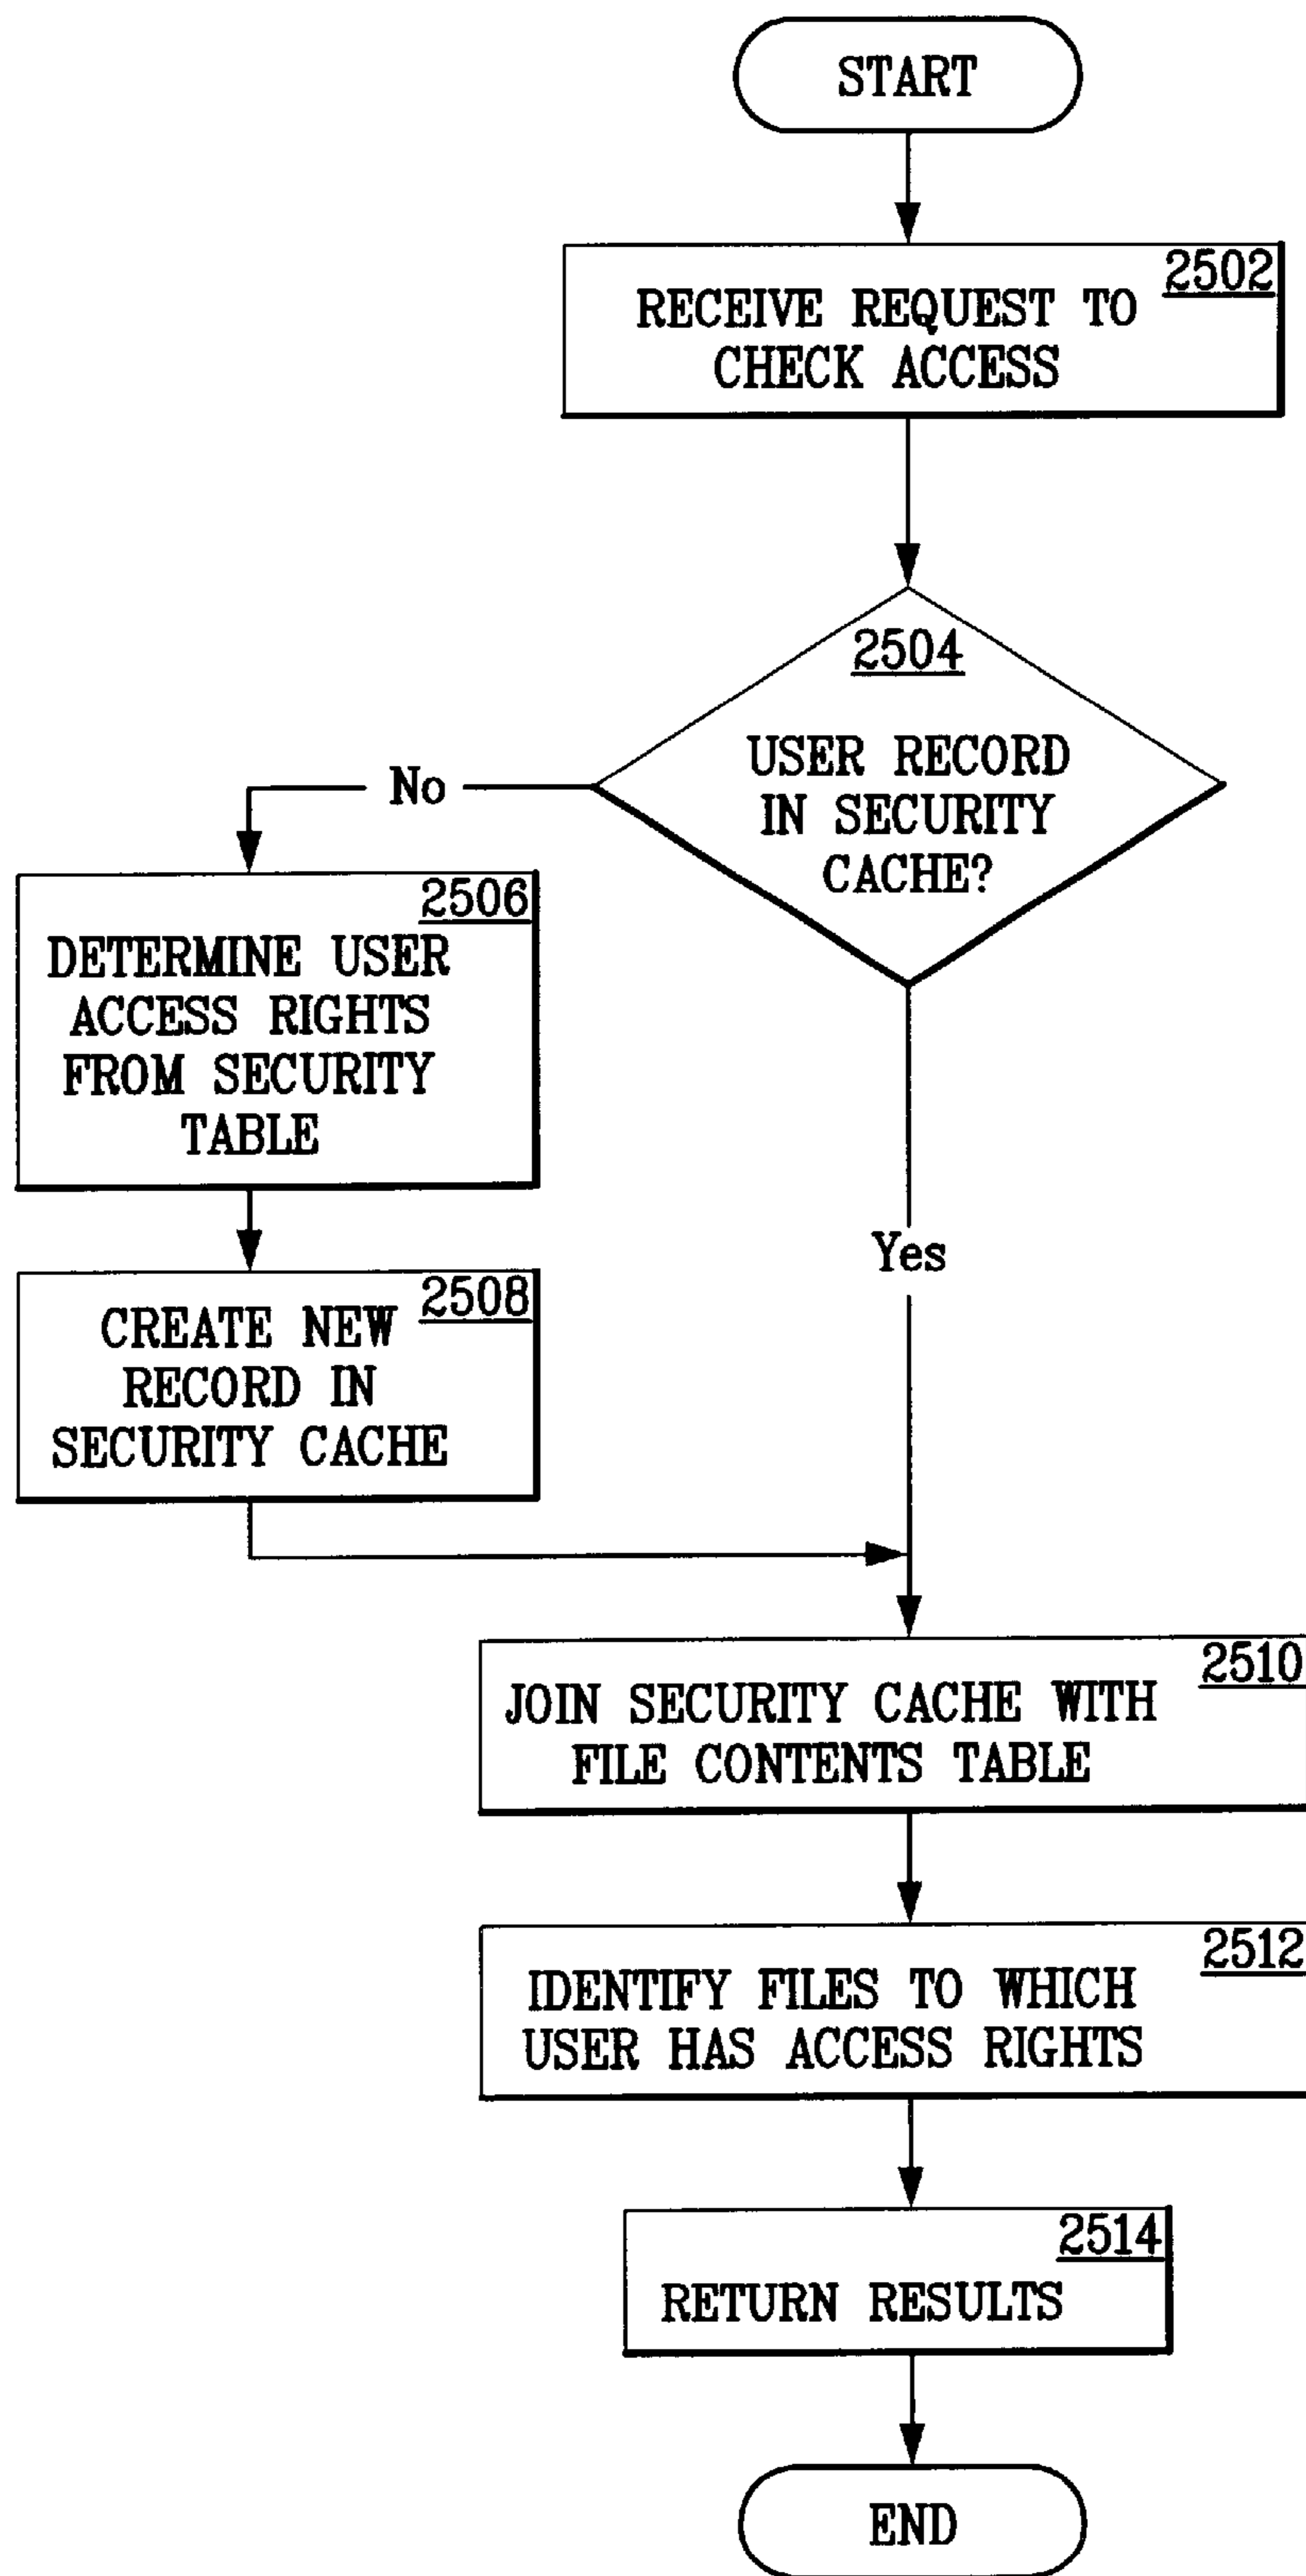 START
2502
RECEIVE REQUEST TO
CHECK ACCESS
2504
USER RECORD
IN SECURITY
CACHE?
No
2506
DETERMINE USER
ACCESS RIGHTS
FROM SECURITY
TABLE
2508
CREATE NEW
RECORD IN
SECURITY CACHE
Yes
2510
JOIN SECURITY CACHE WITH
FILE CONTENTS TABLE
2512
IDENTIFY FILES TO WHICH
USER HAS ACCESS RIGHTS
2514
RETURN RESULTS
END